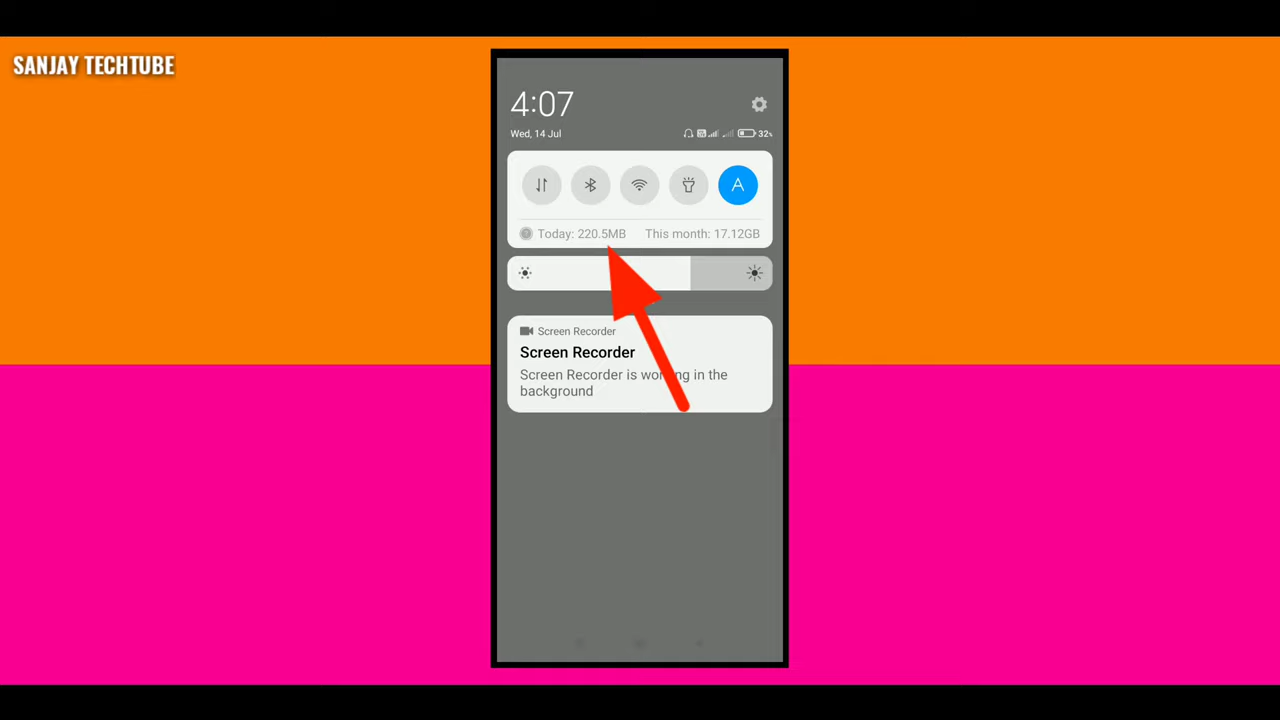 SANJAY TECHTUBE
4:07
Wed, 14 Jul
32%
A
Today: 220.5MB This month: 17.12GB
Screen Recorder
Screen Recorder
Screen Recorder is working in the
background